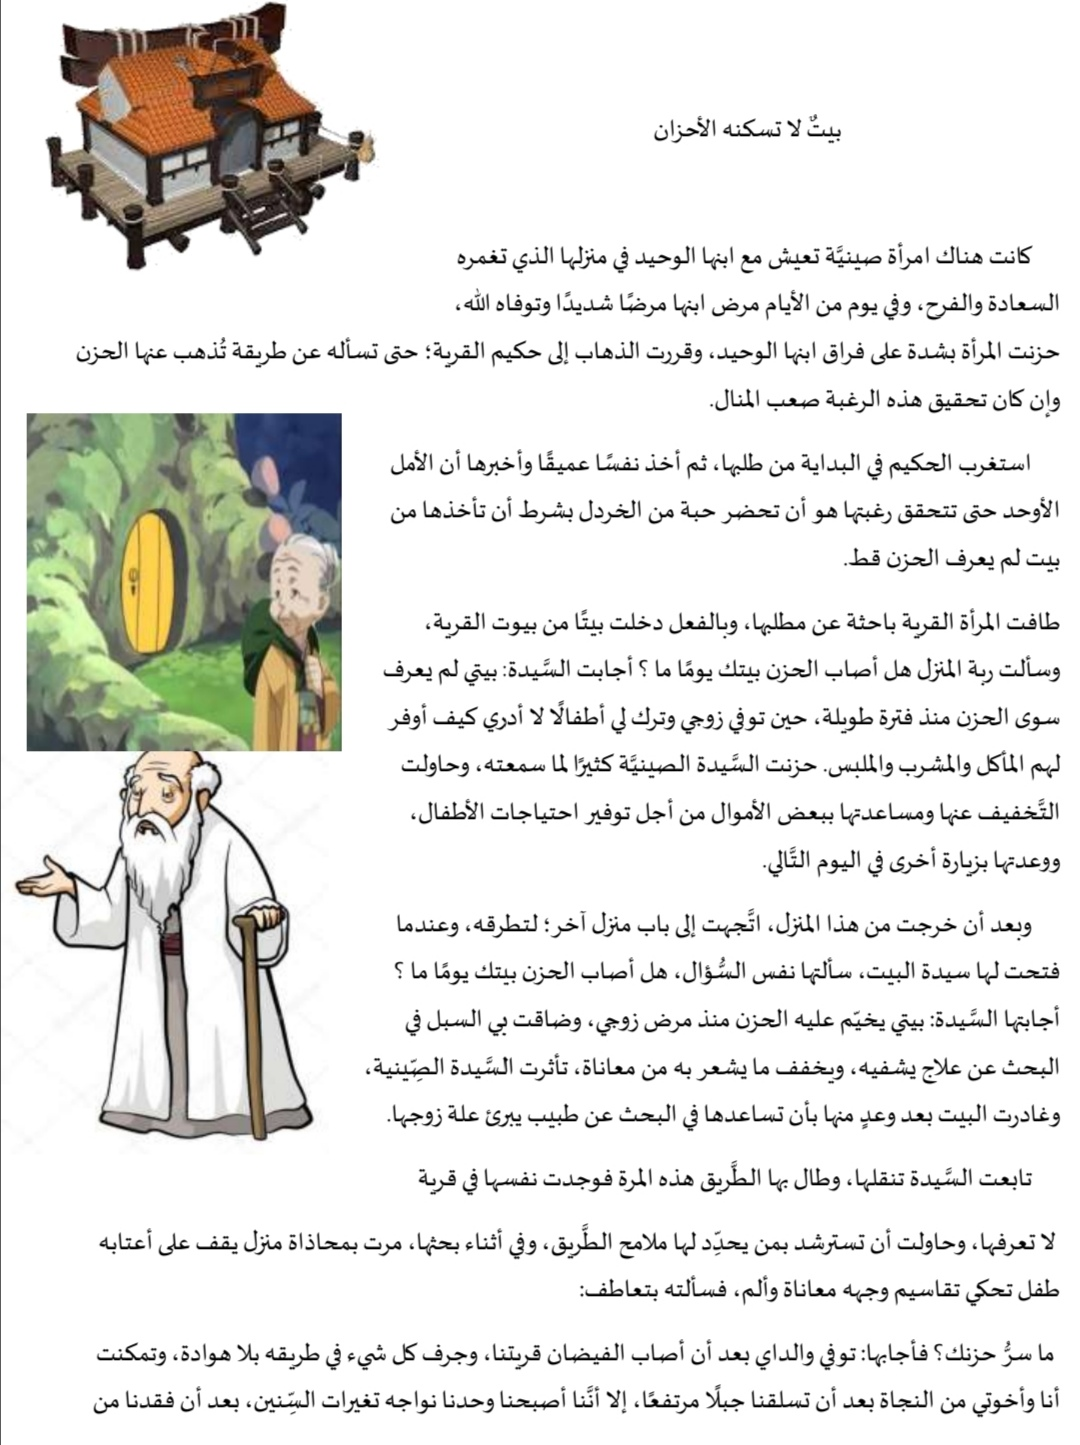 بيتٌ لا تسكنه الأحزان
كانت هناك امرأة صينيَّة تعيش مع ابنها الوحيد في منزلها الذي تغمره
السعادة والفرح، وفي يوم من الأيام مرض ابنها مرضًا شديدًا وتوفاه الله،
حزنت المرأة بشدة على فراق ابنها الوحيد، وقررت الذهاب إلى حكيم القرية؛ حتى تسأله عن طريقة تُذهب عنها الحزن
وإن كان تحقيق هذه الرغبة صعب المنال.
استغرب الحكيم في البداية من طلبها، ثم أخذ نفسًا عميقًا وأخبرها أن الأمل
الأوحد حتى تتحقق رغبتها هو أن تحضر حبة من الخردل بشرط أن تأخذها من
بيت لم يعرف الحزن قط.
طافت المرأة القرية باحثة عن مطلبها، وبالفعل دخلت بيتًا من بيوت القرية،
وسألت ربة المنزل هل أصاب الحزن بيتك يومًا ما ؟ أجابت السَّيدة: بيتي لم يعرف
سوى الحزن منذ فترة طويلة، حين توفي زوجي وترك لي أطفالًا لا أدري كيف أوفر
لهم المأكل والمشرب والملبس. حزنت السَّيدة الصينيَّة كثيرًا لما سمعته، وحاولت
التَّخفيف عنها ومساعدتها ببعض الأموال من أجل توفير احتياجات الأطفال،
ووعدتها بزيارة أخرى في اليوم التَّالي.
وبعد أن خرجت من هذا المنزل، اتَّجهت إلى باب منزل آخر؛ لتطرقه، وعندما
فتحت لها سيدة البيت، سألتها نفس السُّؤال، هل أصاب الحزن بيتك يومًا ما ؟
أجابتها السَّيدة: بيتي يخيّم عليه الحزن منذ مرض زوجي، وضاقت بي السبل في
البحث عن علاج يشفيه، ويخفف ما يشعر به من معاناة، تأثرت السَّيدة الصِّينية،
وغادرت البيت بعد وعدٍ منها بأن تساعدها في البحث عن طبيب يبرئ علة زوجها.
تابعت السَّيدة تنقلها، وطال بها الطَّريق هذه المرة فوجدت نفسها في قرية
لا تعرفها، وحاولت أن تسترشد بمن يحدِّد لها ملامح الطَّريق، وفي أثناء بحثها، مرت بمحاذاة منزل يقف على أعتابه
طفل تحكي تقاسيم وجهه معاناة وألم، فسألته بتعاطف:
ما سرُّ حزنك؟ فأجابها: توفي والداي بعد أن أصاب الفيضان قريتنا، وجرف كل شيء في طريقه بلا هوادة، وتمكنت
أنا وأخوتي من النجاة بعد أن تسلقنا جبلًا مرتفعًا، إلا أنَّنا أصبحنا وحدنا نواجه تغيرات السِّنين، بعد أن فقدنا من